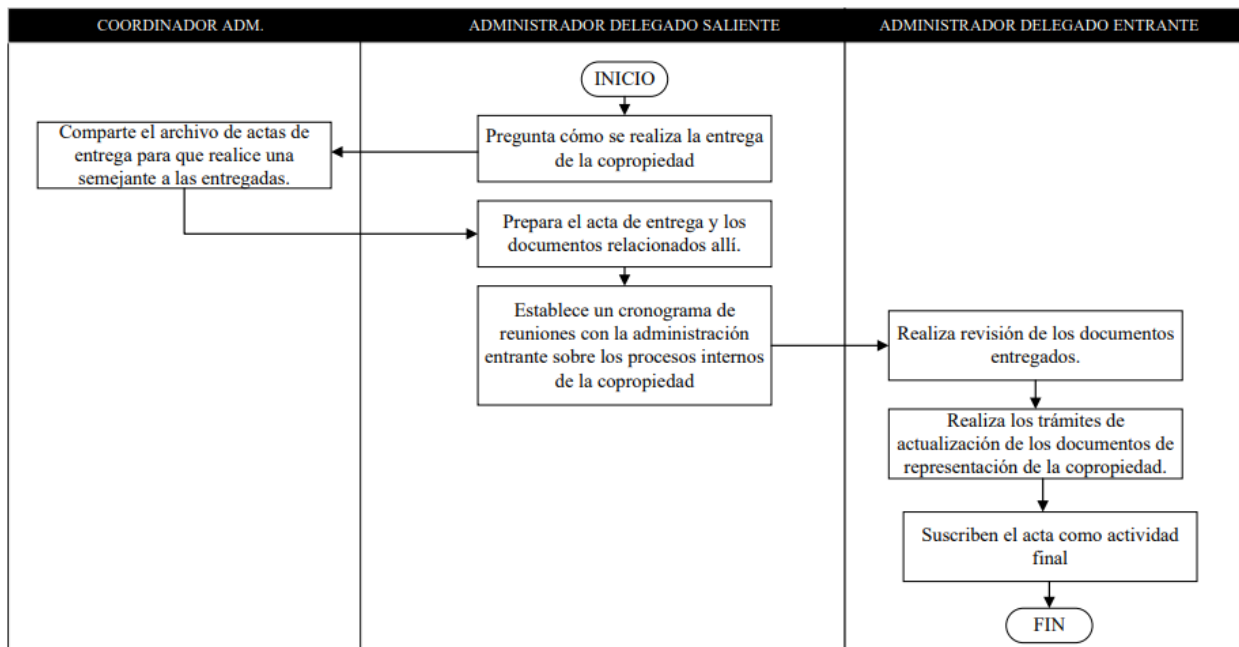 COORDINADOR ADM.
ADMINISTRADOR DELEGADO SALIENTE
ADMINISTRADOR DELEGADO ENTRANTE
INICIO
Pregunta cómo se realiza la entrega
de la copropiedad
Comparte el archivo de actas de
entrega para que realice una
semejante a las entregadas.
Prepara el acta de entrega y los
documentos relacionados allí.
Establece un cronograma de
reuniones con la administración
entrante sobre los procesos internos
de la copropiedad
Realiza revisión de los documentos
entregados.
Realiza los trámites de
actualización de los documentos de
representación de la copropiedad.
Suscriben el acta como actividad
final
FIN